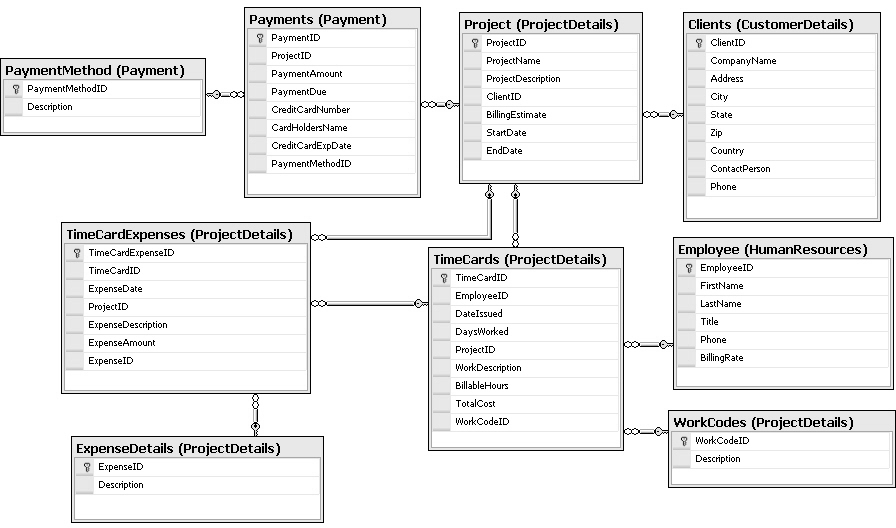 PaymentMethod (Payment)
PaymentMethodID
Description
Payments (Payment)
PaymentID
ProjectID
PaymentAmount
PaymentDue
CreditCardNumber
CardHoldersName
CreditCardExpDate
PaymentMethodID
Project (ProjectDetails)
ProjectID
ProjectName
ProjectDescription
ClientID
BillingEstimate
StartDate
EndDate
Clients (CustomerDetails)
ClientID
CompanyName
Address
City
State
Zip
Country
ContactPerson
Phone
TimeCardExpenses (ProjectDetails)
TimeCardExpenseID
TimeCardID
ExpenseDate
ProjectID
ExpenseDescription
ExpenseAmount
ExpenseID
TimeCards (ProjectDetails)
TimeCardID
EmployeeID
DateIssued
DaysWorked
ProjectID
WorkDescription
BillableHours
TotalCost
WorkCodeID
Employee (HumanResources)
EmployeeID
FirstName
LastName
Title
Phone
BillingRate
ExpenseDetails (ProjectDetails)
ExpenseID
Description
WorkCodes (ProjectDetails)
WorkCodeID
Description